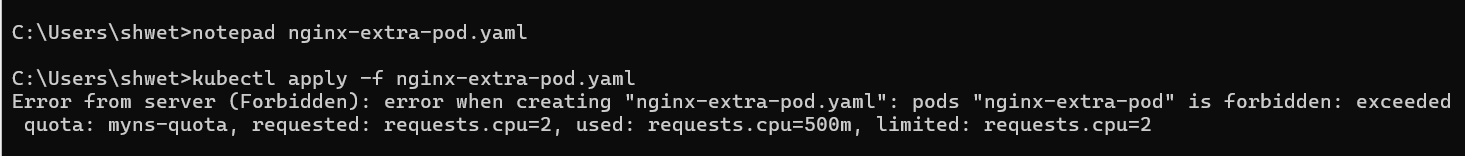 C:\Users\shwet>notepad nginx-extra-pod.yaml
C:\Users\shwet>kubectl apply -f nginx-extra-pod.yaml
Error from server (Forbidden): error when creating "nginx-extra-pod.yaml": pods "nginx-extra-pod" is forbidden: exceeded
 quota: myns-quota, requested: requests.cpu=2, used: requests.cpu=500m, limited: requests.cpu=2